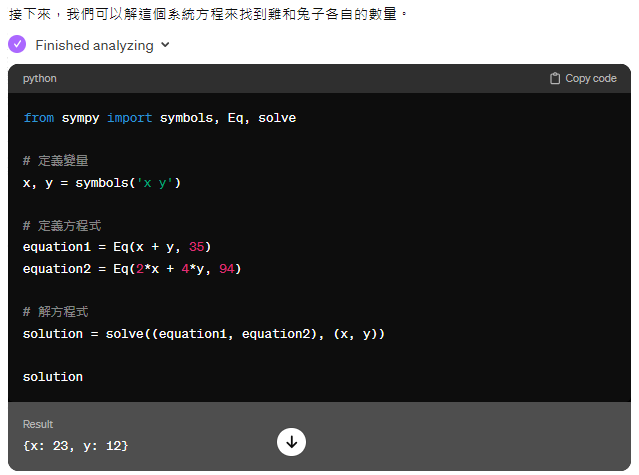 接下來，我們可以解這個系統方程來找到雞和兔子各自的數量。
Finished analyzing
python Copy code
from sympy import symbols, Eq, solve
# 定義變量
x, y = symbols('x y')
# 定義方程式
equation1 = Eq(x + y, 35)
equation2 = Eq(2*x + 4*y, 94)
# 解方程式
solution = solve((equation1, equation2), (x, y))
solution
Result
{x: 23, y: 12}